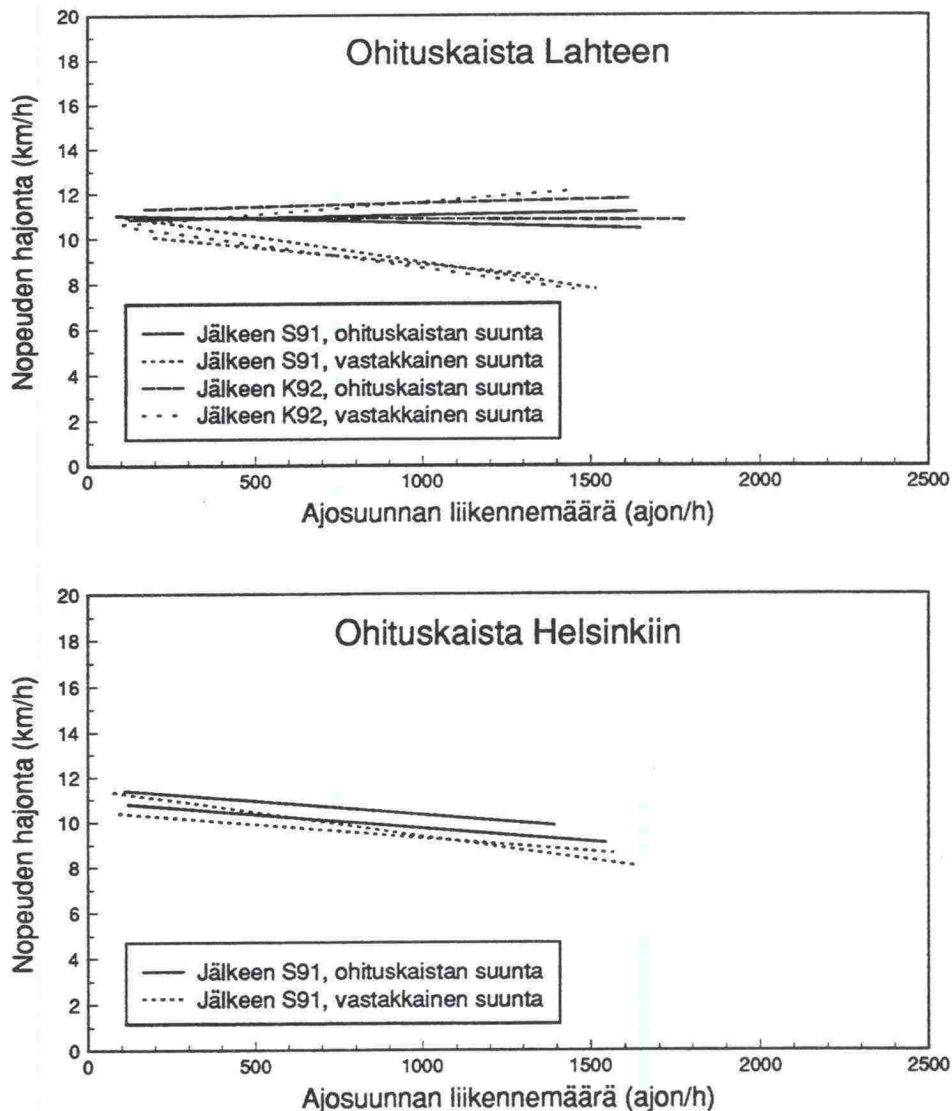 Ohituskaista Lahteen
Nopeuden hajonta (km/h)
20
18
16
14
12
10
8
6
4
2
0
Jälkeen S91, ohituskaistan suunta
Jälkeen S91, vastakkainen suunta
Jälkeen K92, ohituskaistan suunta
Jälkeen K92, vastakkainen suunta
0 500 1000 1500 2000 2500
Ajosuunnan liikennemäärä (ajon/h)
Ohituskaista Helsinkiin
Nopeuden hajonta (km/h)
20
18
16
14
12
10
8
6
4
2
0
Jälkeen S91, ohituskaistan suunta
Jälkeen S91, vastakkainen suunta
0 500 1000 1500 2000 2500
Ajosuunnan liikennemäärä (ajon/h)